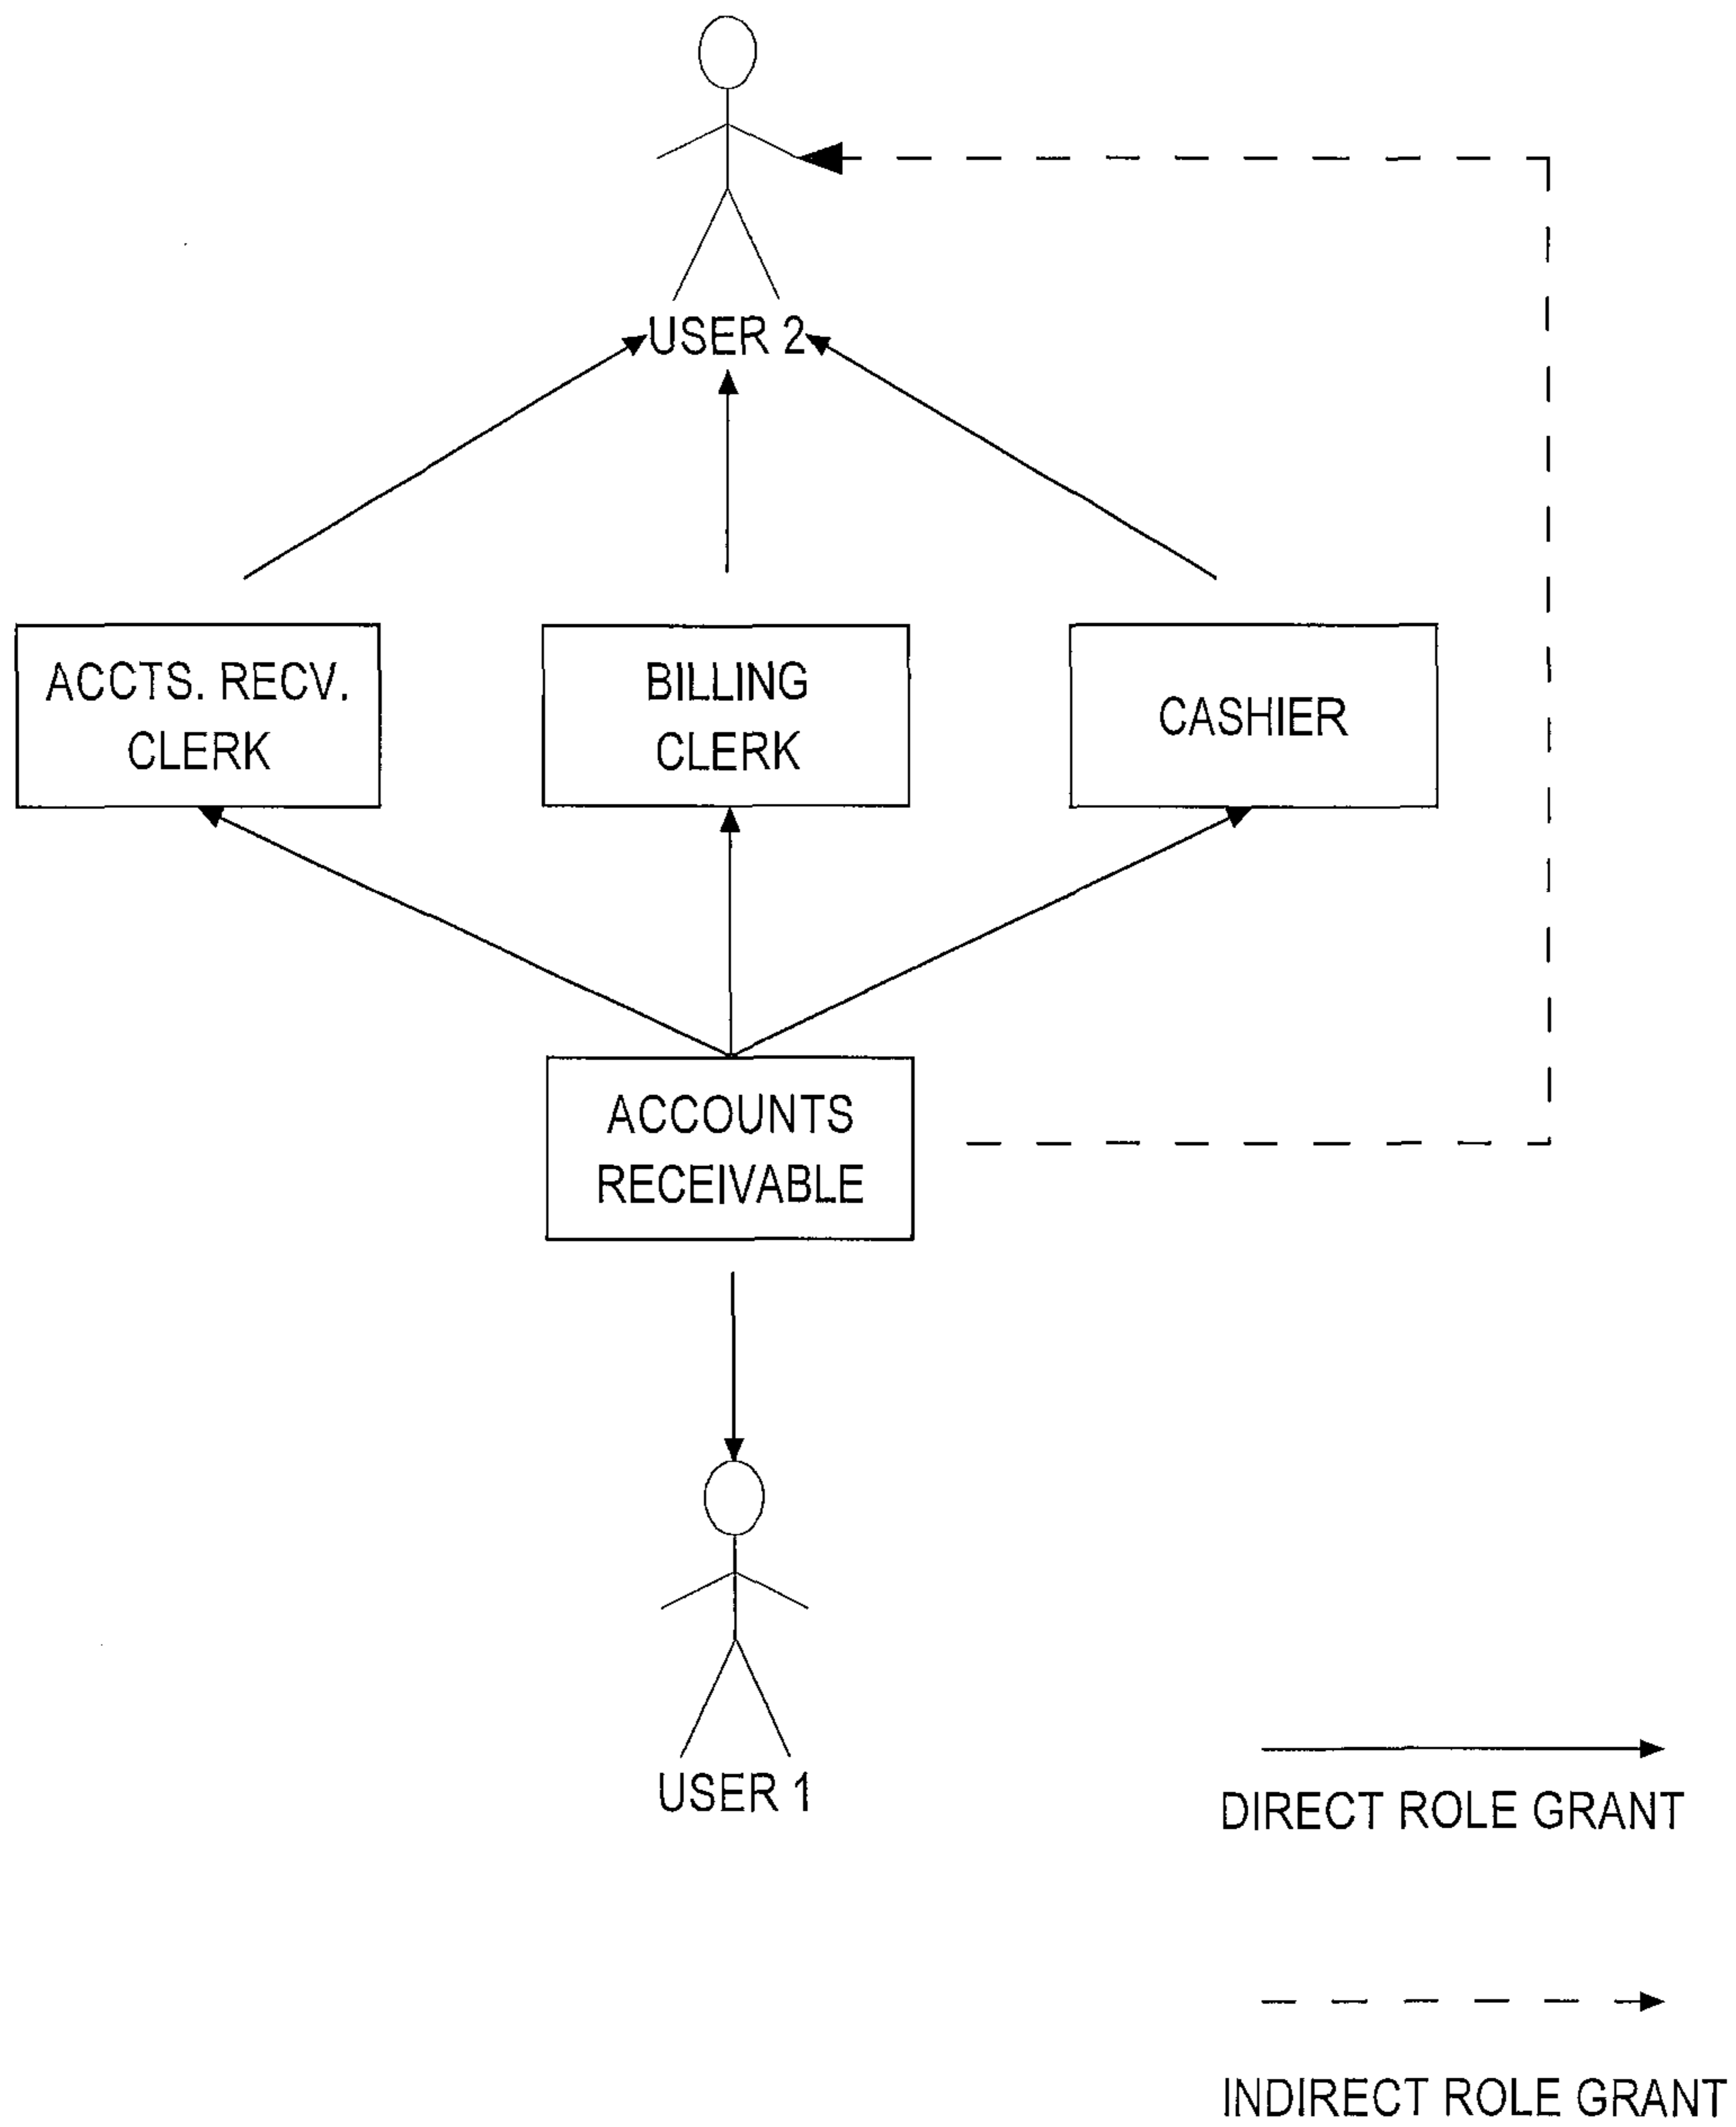 USER 2
ACCTS. RECV.
CLERK
BILLING
CLERK
CASHIER
ACCOUNTS
RECEIVABLE
USER 1
DIRECT ROLE GRANT
INDIRECT ROLE GRANT